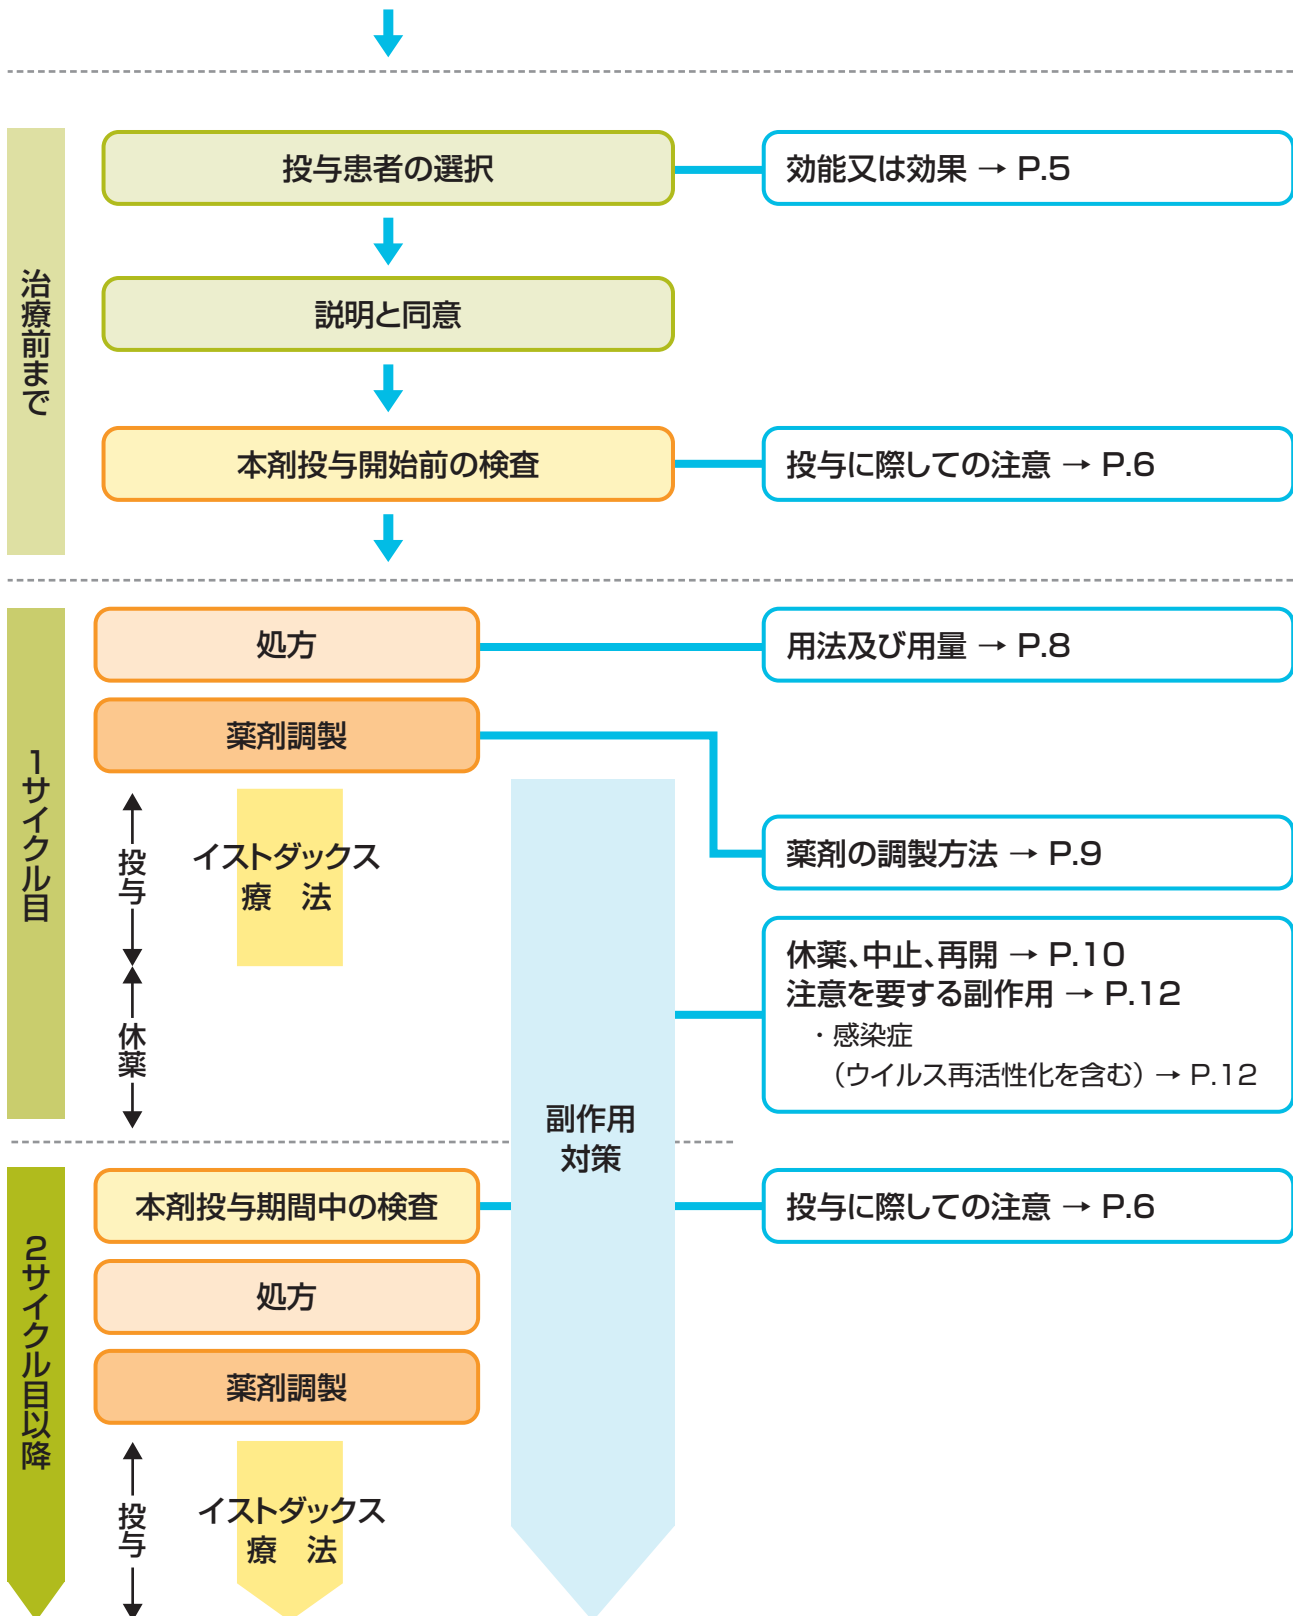 治療前まで
投与患者の選択
効能又は効果 → P.5
説明と同意
本剤投与開始前の検査
投与に際しての注意 → P.6
1サイクル目
処方
用法及び用量 → P.8
薬剤調製
薬剤の調製方法 → P.9
投与
イストダックス
療 法
休薬、中止、再開 → P.10
注意を要する副作用 → P.12
・感染症
（ウイルス再活性化を含む）→ P.12
休薬
副作用
対策
2サイクル目以降
本剤投与期間中の検査
投与に際しての注意 → P.6
処方
薬剤調製
投与
イストダックス
療 法